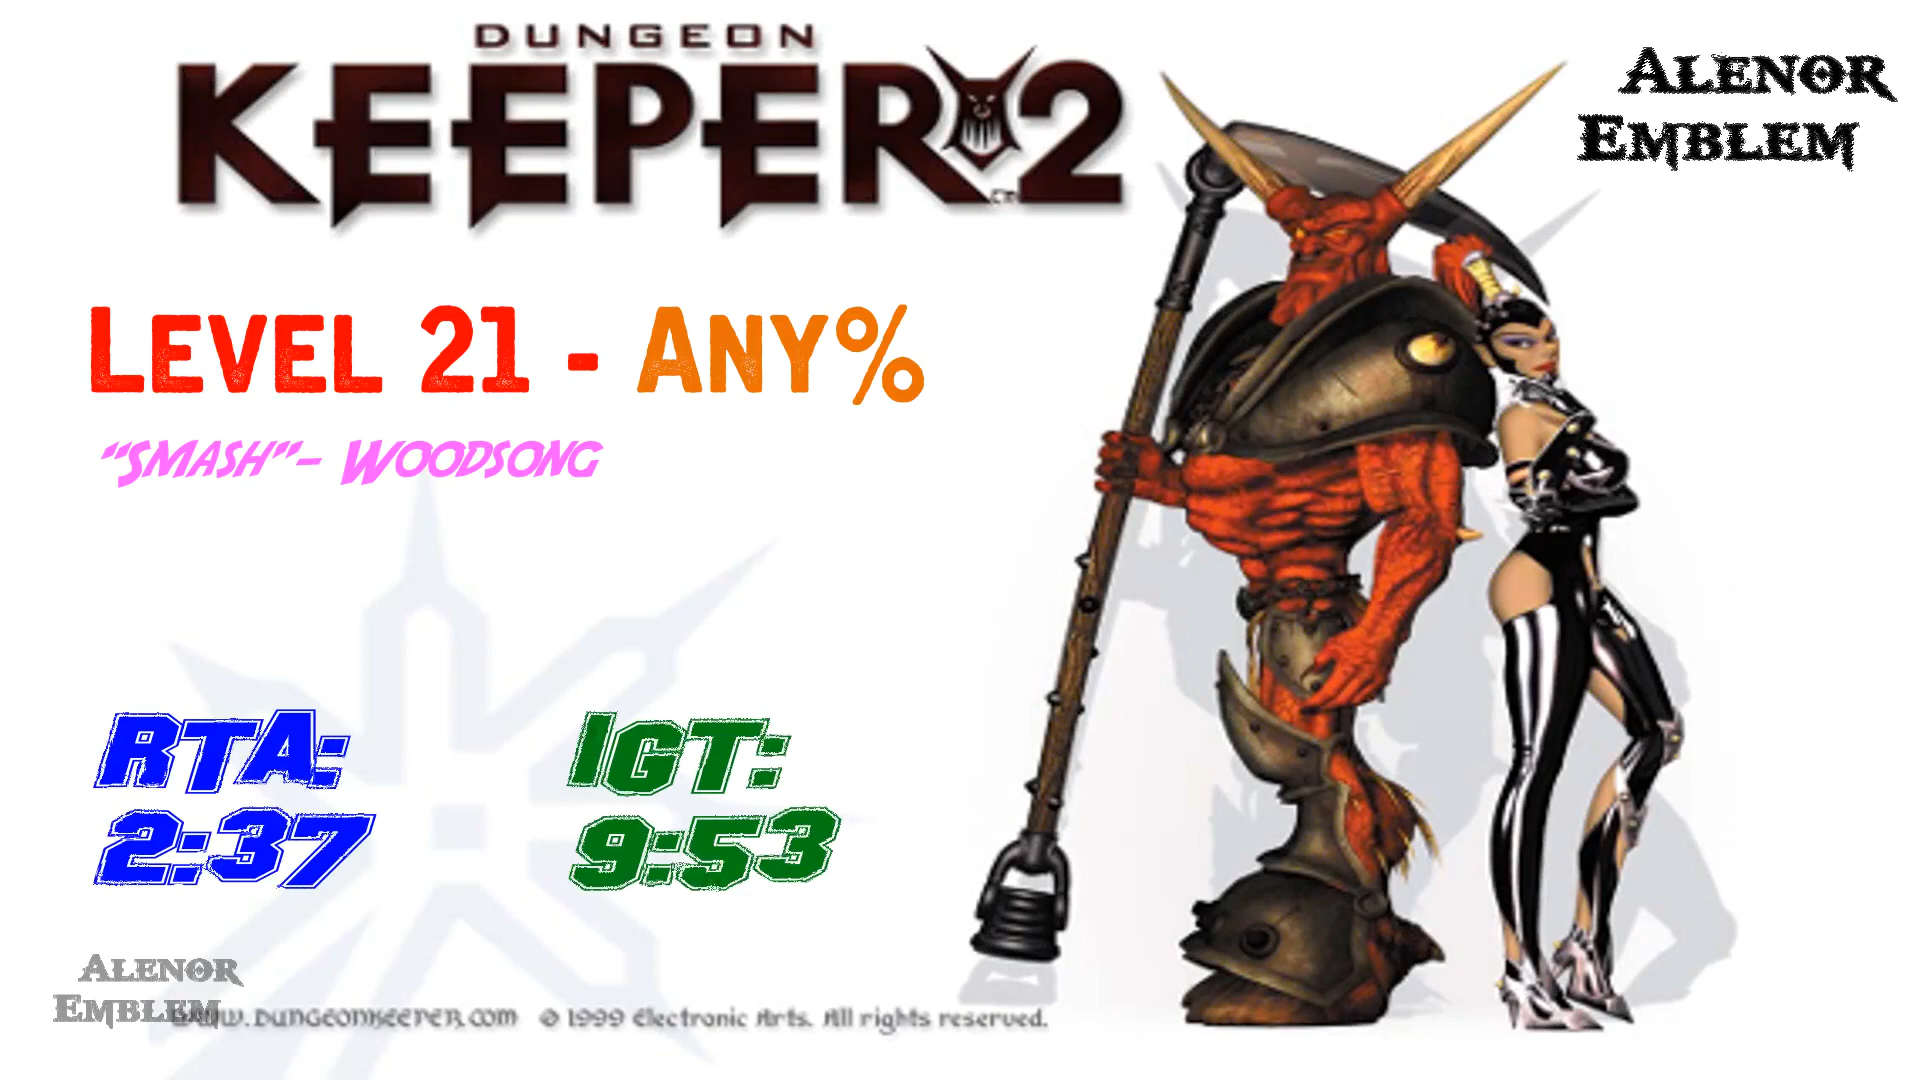 DUNGEON
KEEPER 2
ALENOR
EMBLEM
LEVEL 21 - ANY%
"SMASH"- WOODSONG
RTA:
2:37
IGT:
9:53
ALENOR
EMBLEM
www.DUNGEONKEEPER.com © 1999 Electronic Arts. All rights reserved.